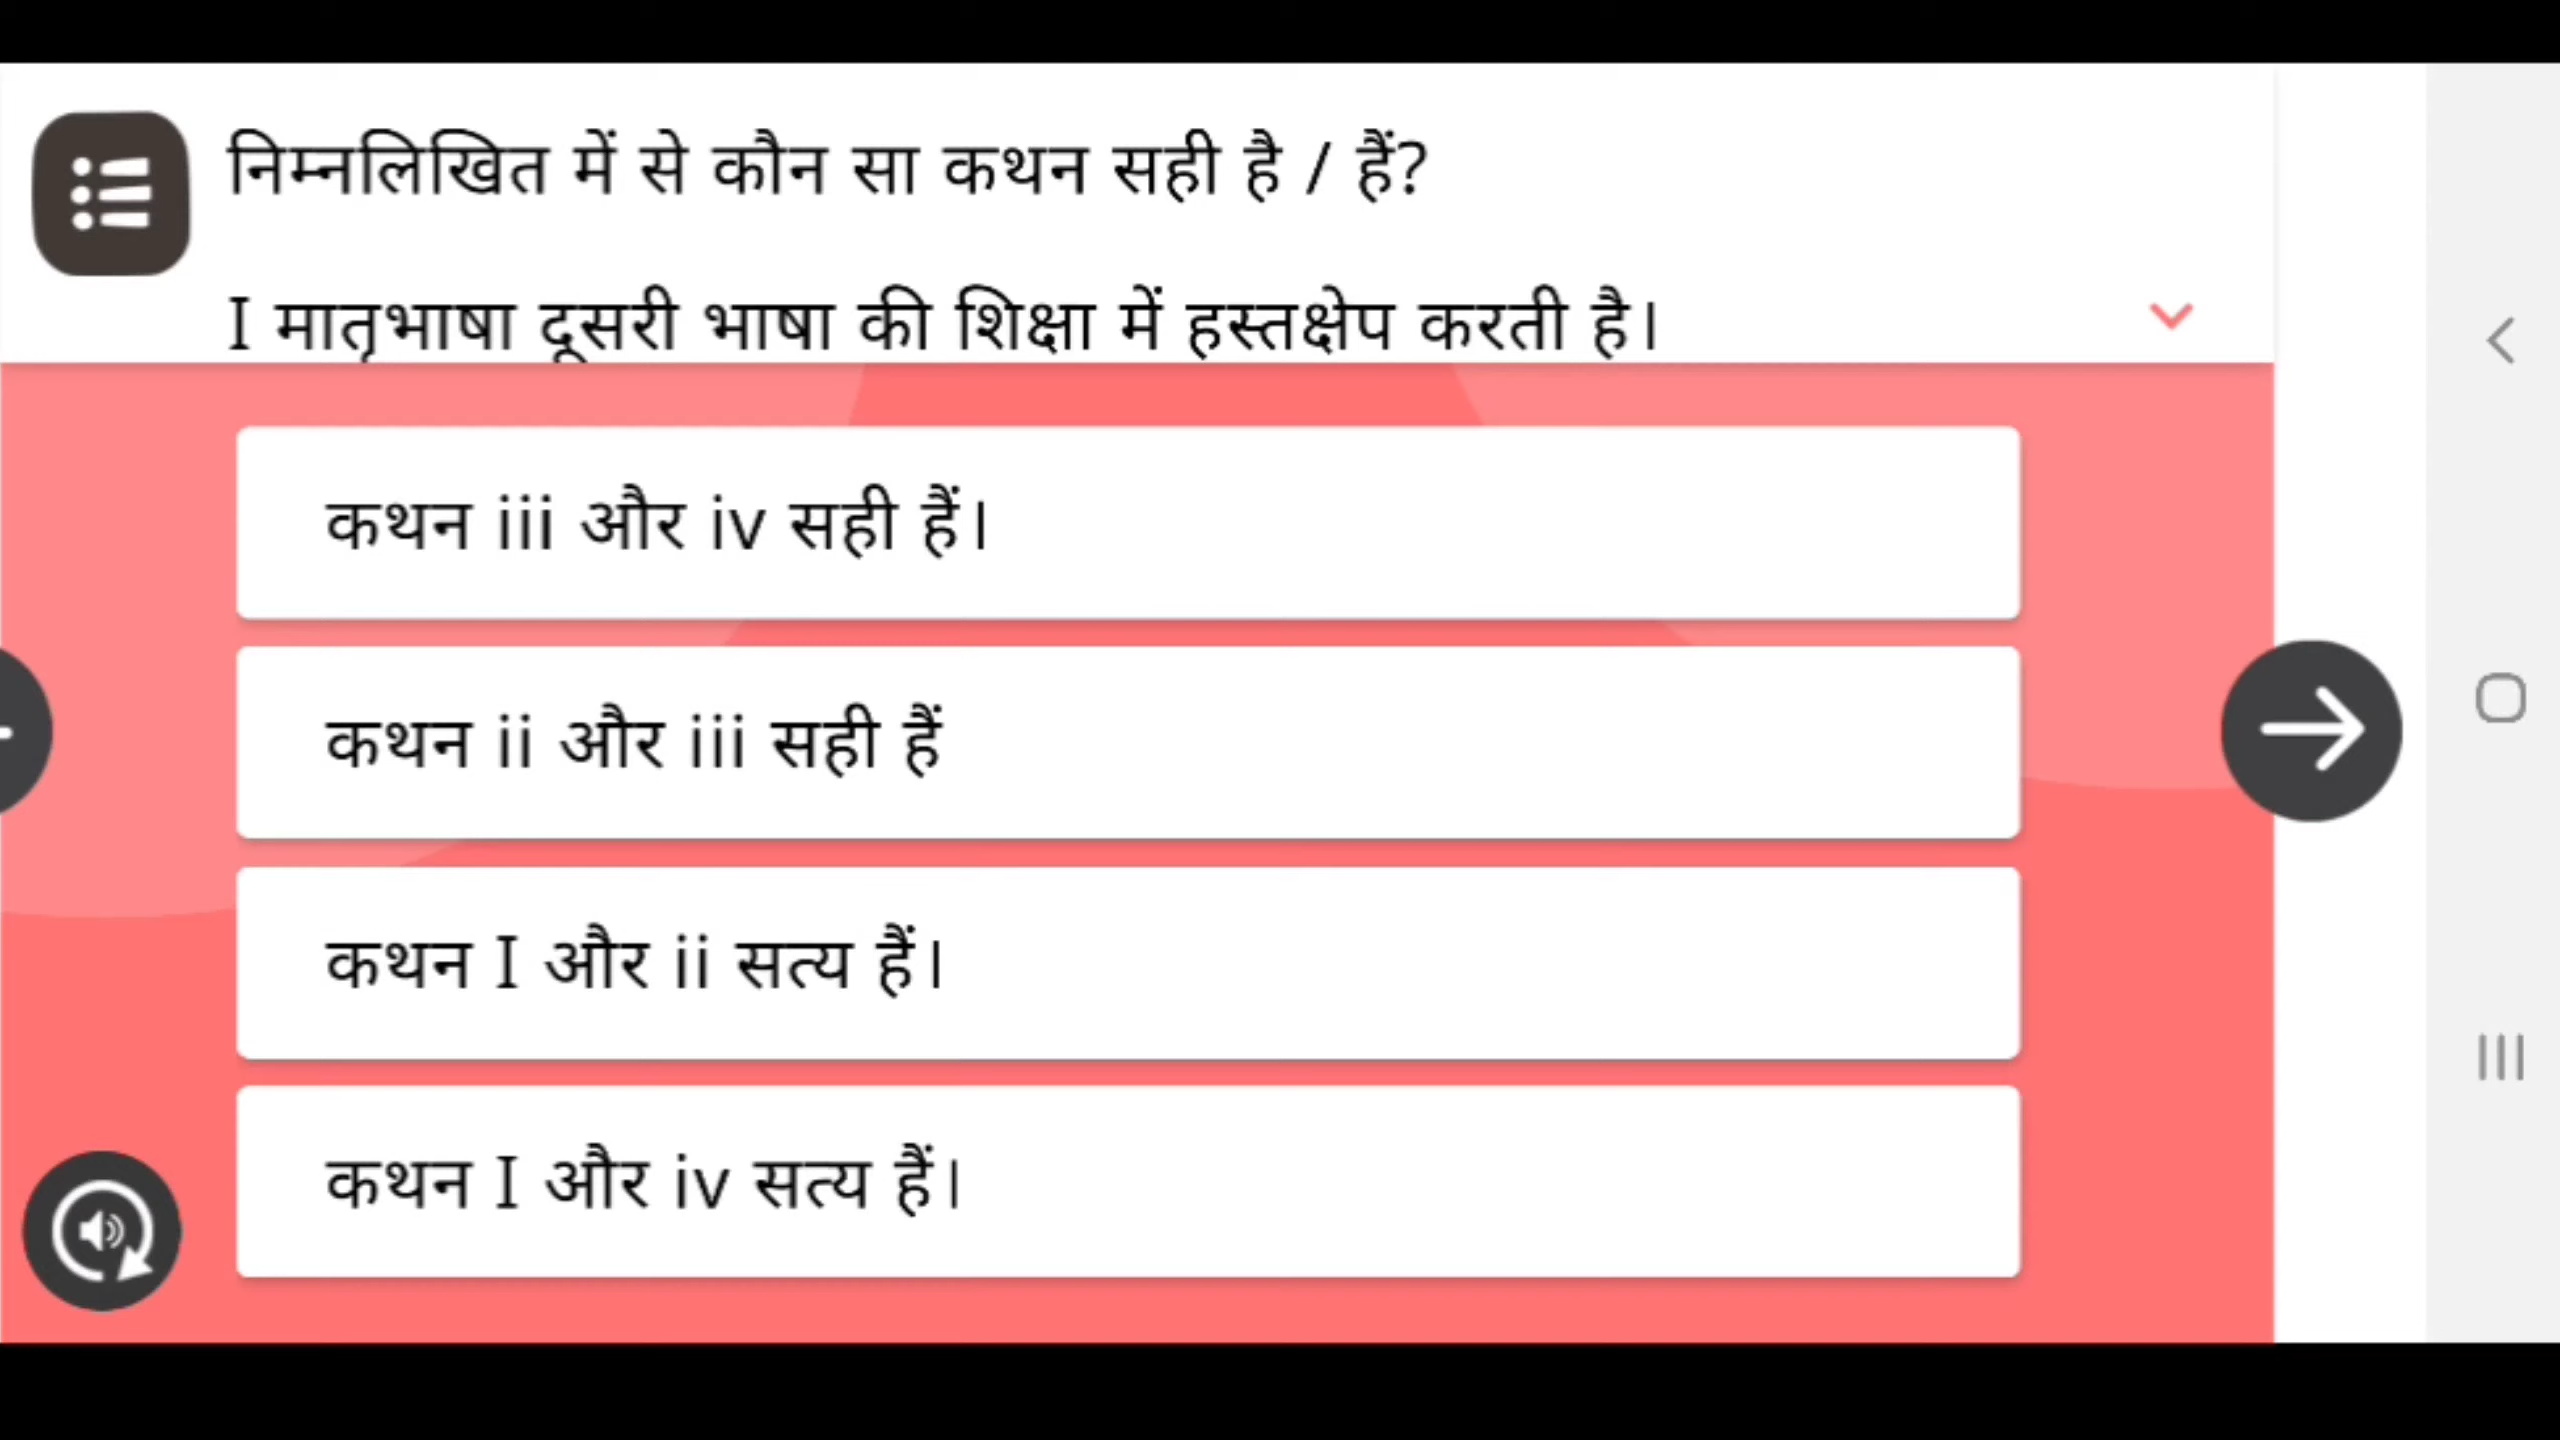 निम्नलिखित में से कौन सा कथन सही है / हैं?
I मातृभाषा दूसरी भाषा की शिक्षा में हस्तक्षेप करती है।
कथन iii और iv सही हैं।
कथन ii और iii सही हैं
कथन I और ii सत्य हैं।
कथन I और iv सत्य हैं।